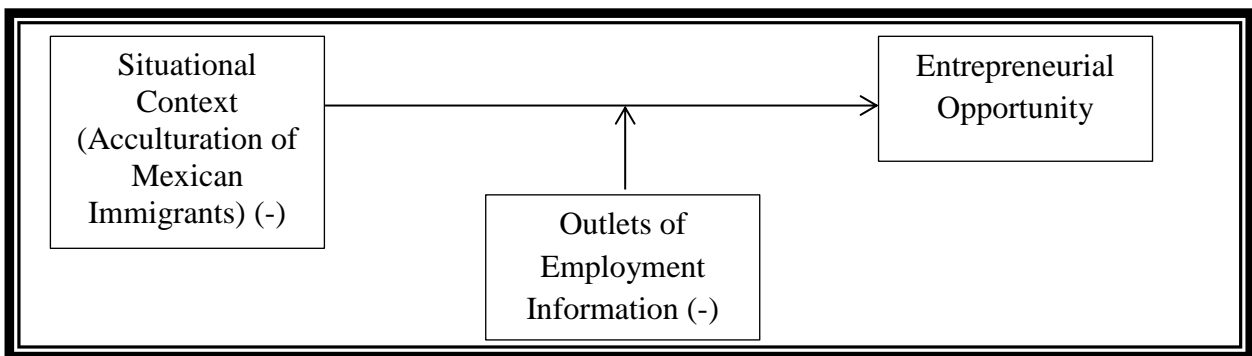 Situational
Context
(Acculturation of
Mexican
Immigrants) (-)
Entrepreneurial
Opportunity
Outlets of
Employment
Information (-)